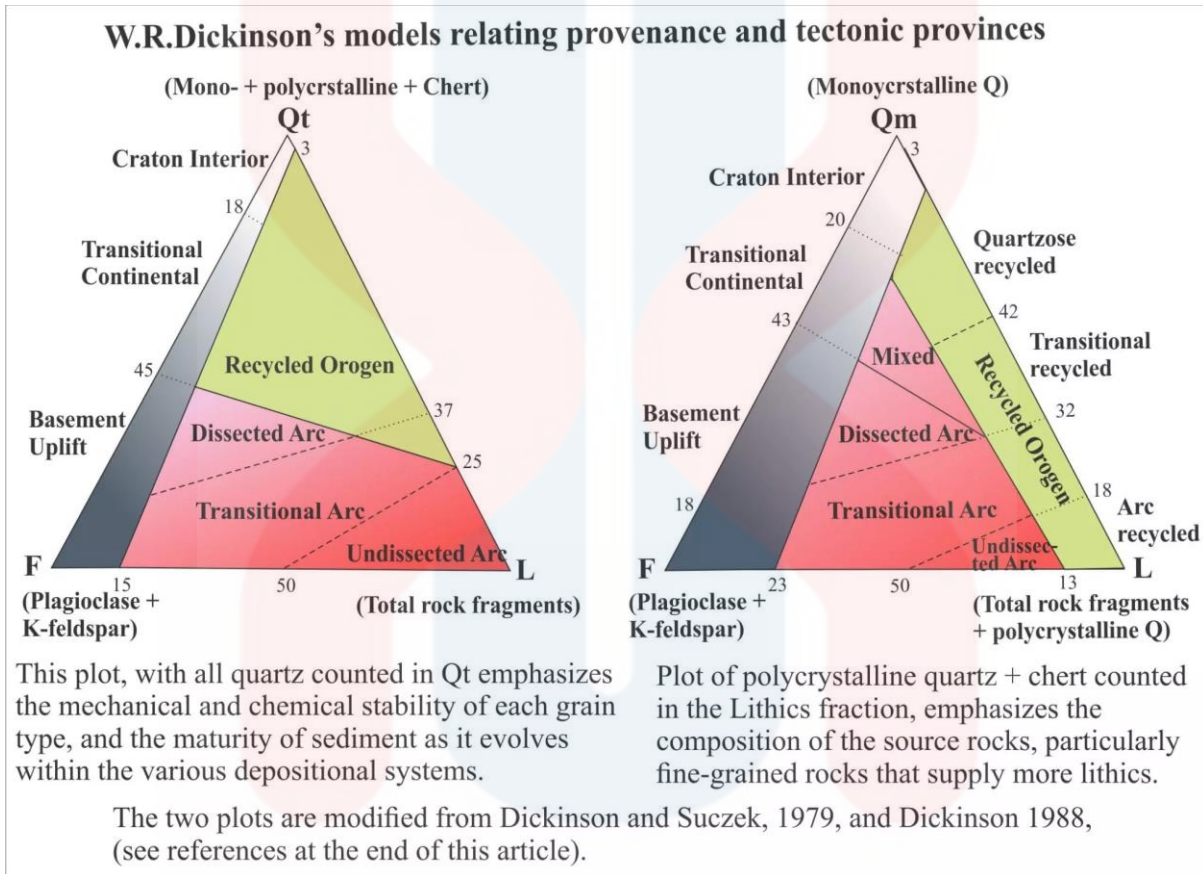 W.R.Dickinson's models relating provenance and tectonic provinces
(Mono- + polycrstalline + Chert)
Qt
3
Craton Interior
18
Transitional
Continental
Recycled Orogen
45
37
Basement
Uplift
Dissected Arc
25
Transitional Arc
Undissected Arc
F
L
15
50
(Plagioclase +
K-feldspar)
(Total rock fragments)
This plot, with all quartz counted in Qt emphasizes
the mechanical and chemical stability of each grain
type, and the maturity of sediment as it evolves
within the various depositional systems.
(Monoycrstalline Q)
Qm
3
Craton Interior
20
Quartzose
recycled
Transitional
Continental
42
43
Mixed
Transitional
recycled
Recycled Orogen
32
Basement
Uplift
Dissected Arc
18
18
Transitional Arc
Arc
recycled
Undissec-
ted Arc
F
L
23
50
13
(Plagioclase +
K-feldspar)
(Total rock fragments
+ polycrystalline Q)
Plot of polycrystalline quartz + chert counted
in the Lithics fraction, emphasizes the
composition of the source rocks, particularly
fine-grained rocks that supply more lithics.
The two plots are modified from Dickinson and Suczek, 1979, and Dickinson 1988,
(see references at the end of this article).